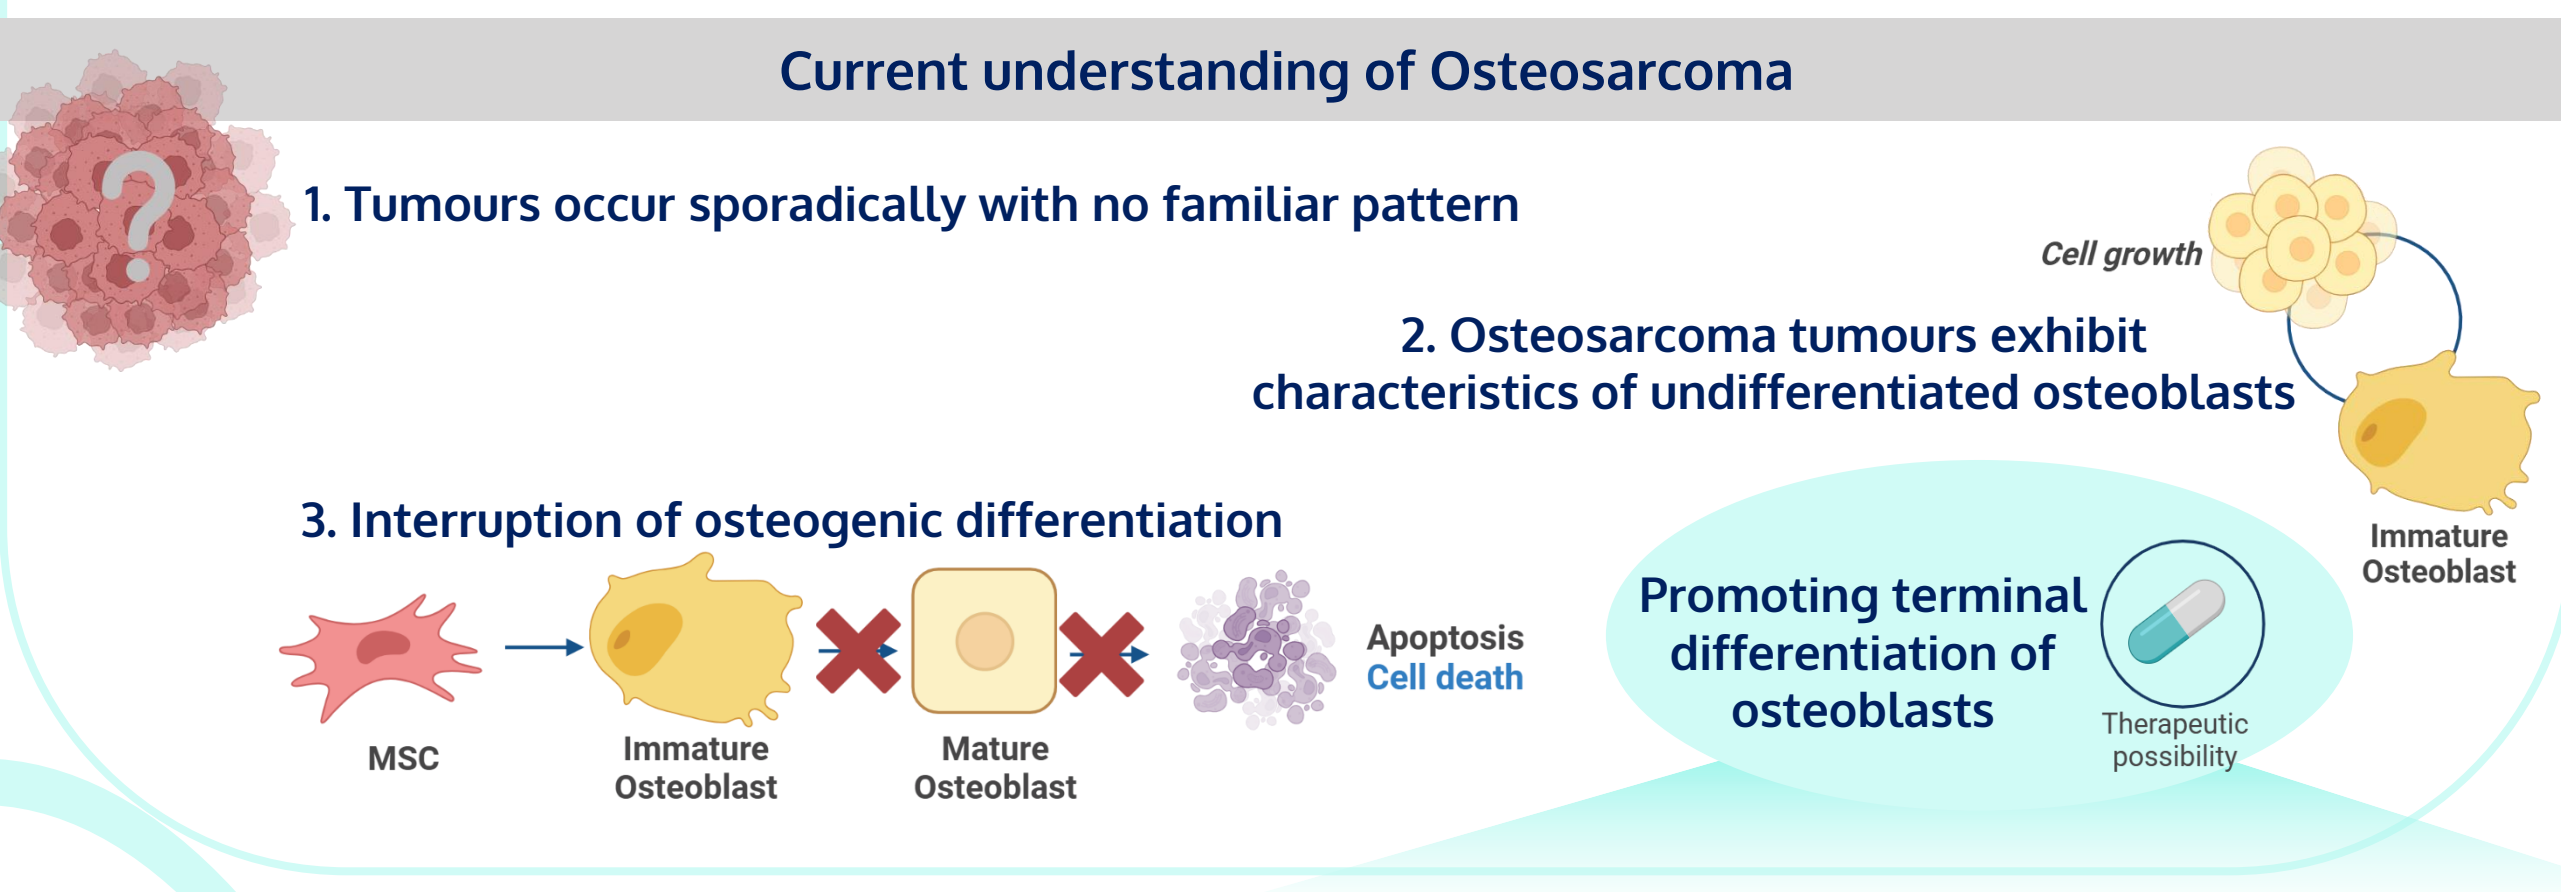 Current understanding of Osteosarcoma
?
1. Tumours occur sporadically with no familiar pattern
Cell growth
2. Osteosarcoma tumours exhibit
characteristics of undifferentiated osteoblasts
Immature
Osteoblast
3. Interruption of osteogenic differentiation
MSC
Immature
Osteoblast
Mature
Osteoblast
Apoptosis
Cell death
Promoting terminal
differentiation of
osteoblasts
Therapeutic
possibility